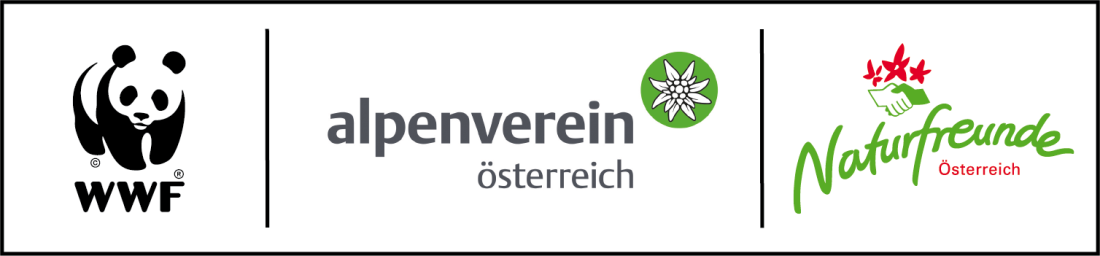 ©
®
WWF
alpenverein
österreich
Naturfreunde
Österreich